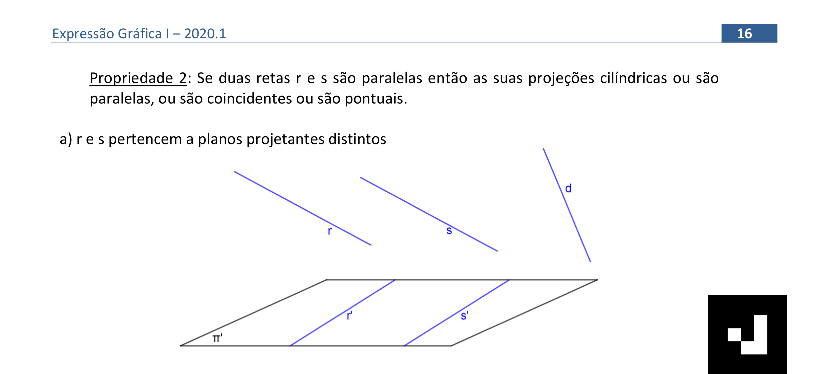 Expressão Gráfica I – 2020.1
16
Propriedade 2: Se duas retas r e s são paralelas então as suas projeções cilíndricas ou são
paralelas, ou são coincidentes ou são pontuais.
a) r e s pertencem a planos projetantes distintos
d
r
s
r'
s'
π'